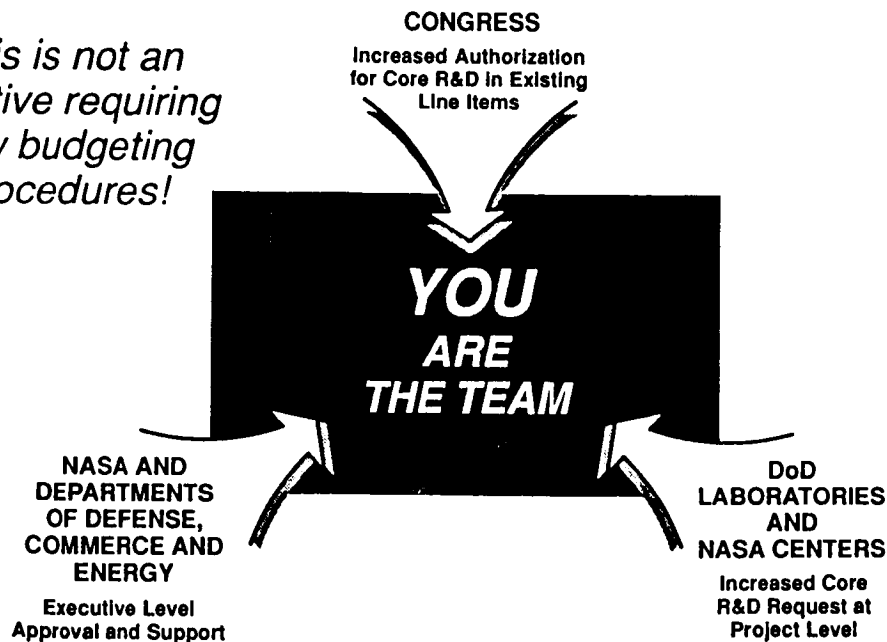 is is not an
tive requiring
budgeting
ocedures!
CONGRESS
Increased Authorization
for Core R&D in Existing
Line Items
YOU
ARE
THE TEAM
NASA AND
DEPARTMENTS
OF DEFENSE,
COMMERCE AND
ENERGY
Executive Level
Approval and Support
DoD
LABORATORIES
AND
NASA CENTERS
Increased Core
R&D Request at
Project Level